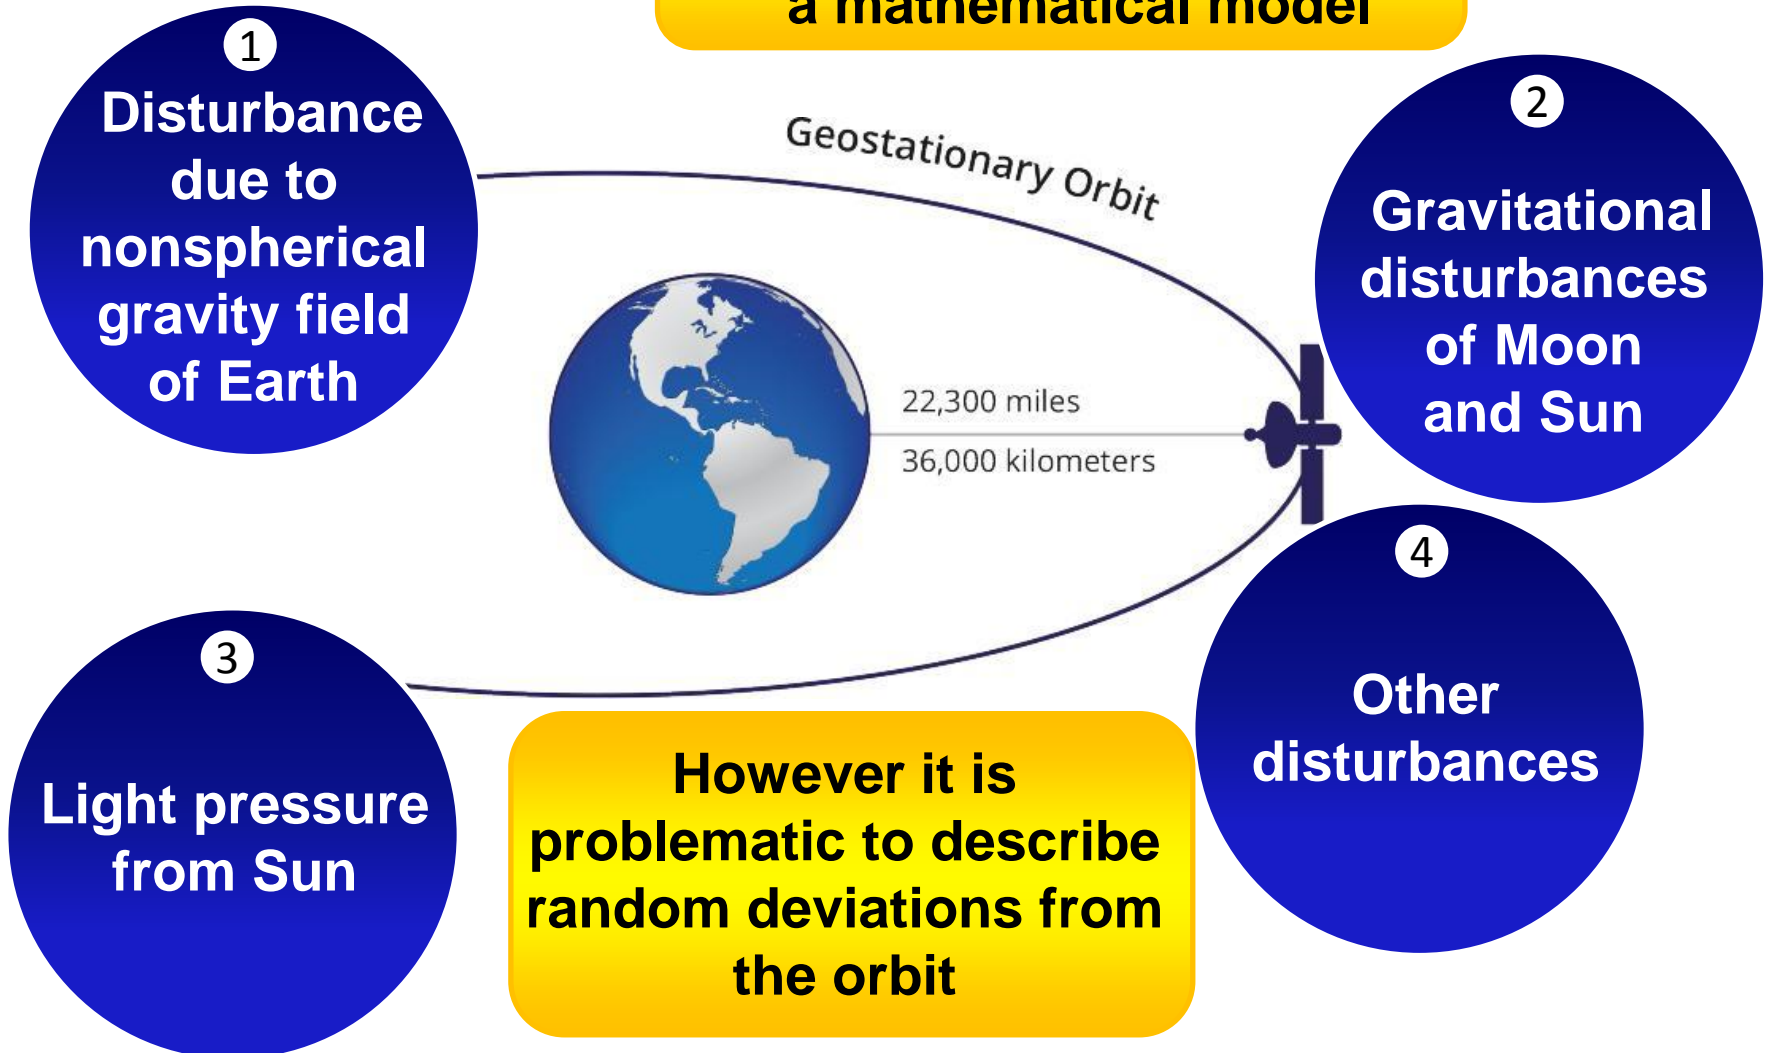 a mathematical model
1
Disturbance
due to
nonspherical
gravity field
of Earth
Geostationary Orbit
2
Gravitational
disturbances
of Moon
and Sun
22,300 miles
36,000 kilometers
3
Light pressure
from Sun
However it is
problematic to describe
random deviations from
the orbit
4
Other
disturbances